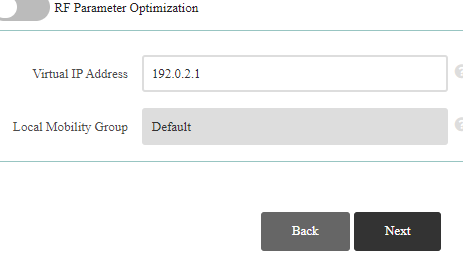 RF Parameter Optimization
Virtual IP Address 192.0.2.1
Local Mobility Group Default
Back Next